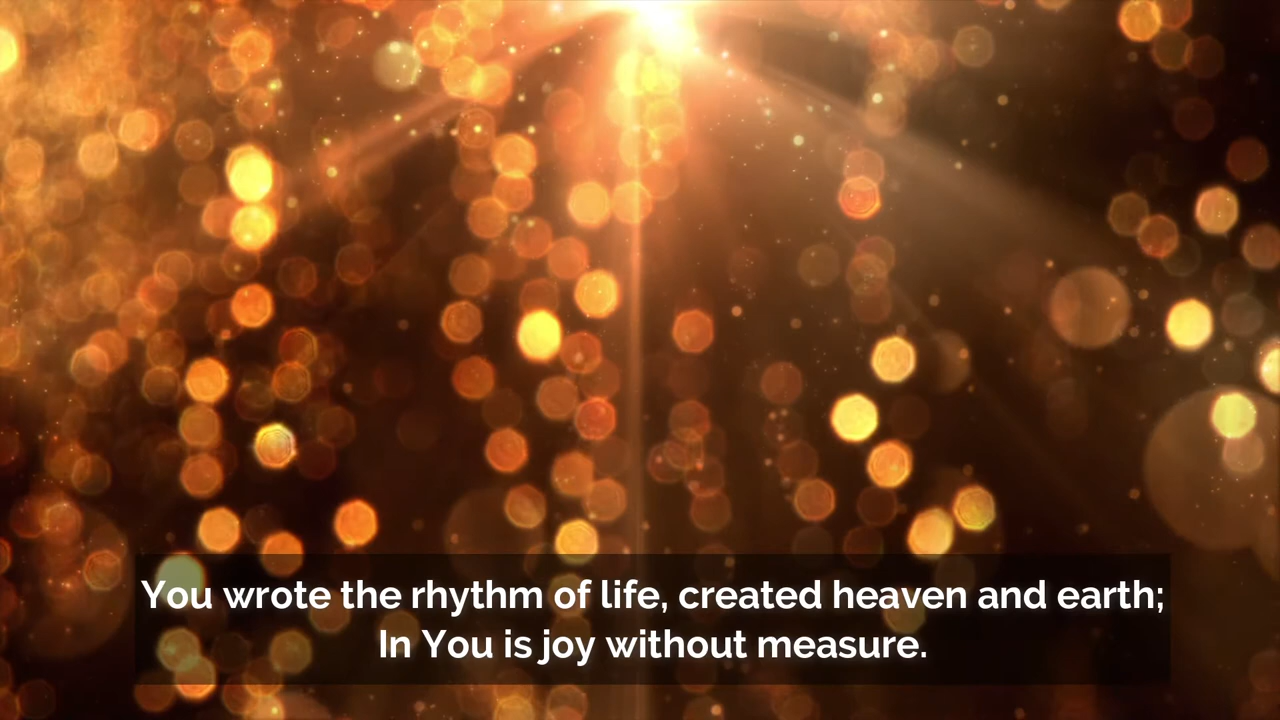 You wrote the rhythm of life, created heaven and earth;
In You is joy without measure.